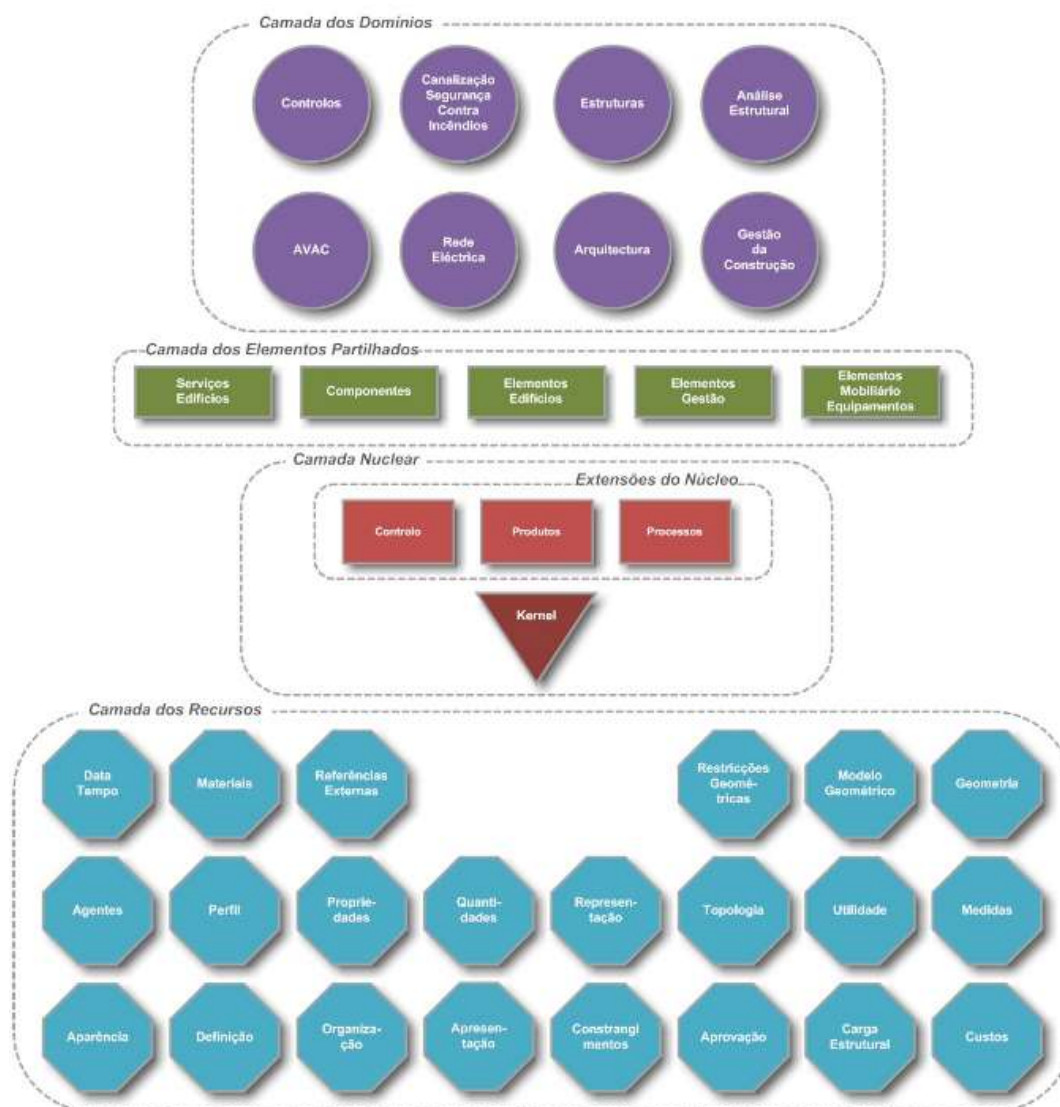 Camada dos Domínios
Controlos
Canalização
Segurança
Contra
Incêndios
Estruturas
Análise
Estrutural
AVAC
Rede
Eléctrica
Arquitectura
Gestão
da
Construção
Camada dos Elementos Partilhados
Serviços
Edifícios
Componentes
Elementos
Edifícios
Elementos
Gestão
Elementos
Mobiliário
Equipamentos
Camada Nuclear
Extensões do Núcleo
Controlo
Produtos
Processos
Kernel
Camada dos Recursos
Data
Tempo
Materiais
Referências
Externas
Restricções
Geomé-
tricas
Modelo
Geométrico
Geometria
Agentes
Perfil
Proprie-
dades
Quanti-
dades
Represen-
tação
Topologia
Utilidade
Medidas
Aparência
Definição
Organiza-
ção
Apresen-
tação
Constrangi
mentos
Aprovação
Carga
Estrutural
Custos